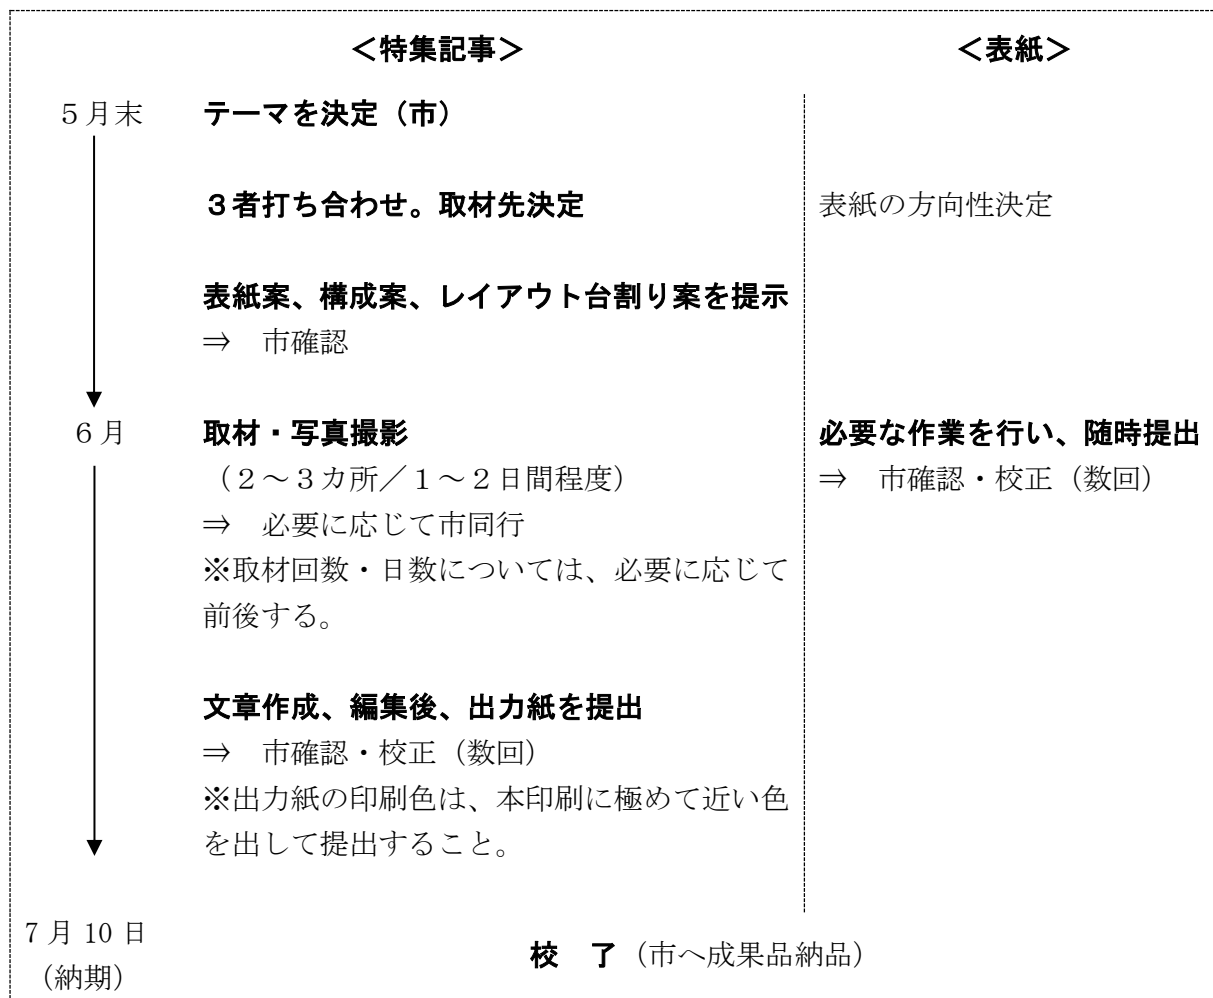 ＜特集記事＞ ＜表紙＞
５月末 テーマを決定（市）
３者打ち合わせ。取材先決定 表紙の方向性決定
表紙案、構成案、レイアウト台割り案を提示
⇒　市確認
６月 取材・写真撮影 必要な作業を行い、随時提出
（２～３カ所／１～２日間程度） ⇒　市確認・校正（数回）
⇒　必要に応じて市同行
※取材回数・日数については、必要に応じて
前後する。
文章作成、編集後、出力紙を提出
⇒　市確認・校正（数回）
※出力紙の印刷色は、本印刷に極めて近い色
を出して提出すること。
7 月 10 日
（納期）
校　了（市へ成果品納品）